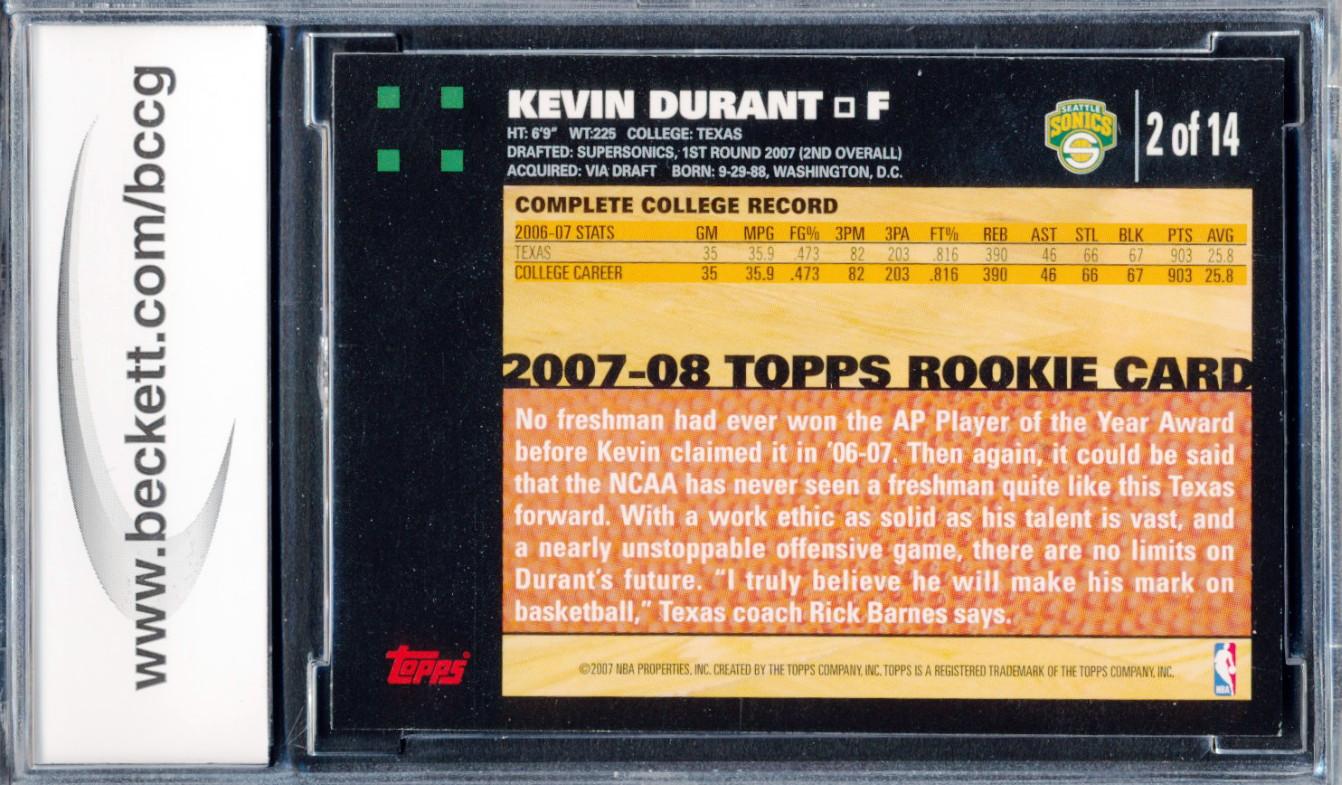 www.beckett.com/bccg
KEVIN DURANT □ F
HT: 6'9" WT:225 COLLEGE: TEXAS
DRAFTED: SUPERSONICS, 1ST ROUND 2007 (2ND OVERALL)
ACQUIRED: VIA DRAFT BORN: 9-29-88, WASHINGTON, D.C.
SEATTLE
SONICS
2 of 14
COMPLETE COLLEGE RECORD
2006-07 STATS GM MPG FG% 3PM 3PA FT% REB AST STL BLK PTS AVG
TEXAS 35 35.9 .473 82 203 .816 390 46 66 67 903 25.8
COLLEGE CAREER 35 35.9 .473 82 203 .816 390 46 66 67 903 25.8
2007-08 TOPPS ROOKIE CARD
No freshman had ever won the AP Player of the Year Award
before Kevin claimed it in '06-07. Then again, it could be said
that the NCAA has never seen a freshman quite like this Texas
forward. With a work ethic as solid as his talent is vast, and
a nearly unstoppable offensive game, there are no limits on
Durant's future. "I truly believe he will make his mark on
basketball," Texas coach Rick Barnes says.
Topps
©2007 NBA PROPERTIES, INC. CREATED BY THE TOPPS COMPANY, INC. TOPPS IS A REGISTERED TRADEMARK OF THE TOPPS COMPANY, INC.
NBA